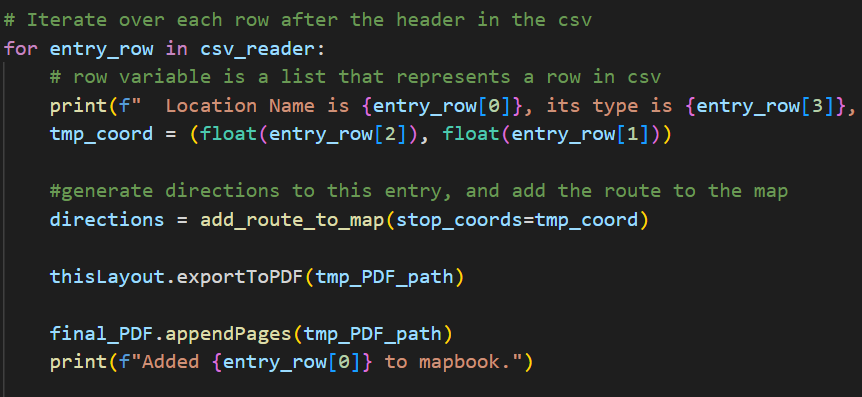 # Iterate over each row after the header in the csv
for entry_row in csv_reader:
    # row variable is a list that represents a row in csv
    print(f"  Location Name is {entry_row[0]}, its type is {entry_row[3]},
    tmp_coord = (float(entry_row[2]), float(entry_row[1]))
    #generate directions to this entry, and add the route to the map
    directions = add_route_to_map(stop_coords=tmp_coord)
    thisLayout.exportToPDF(tmp_PDF_path)
    final_PDF.appendPages(tmp_PDF_path)
    print(f"Added {entry_row[0]} to mapbook.")